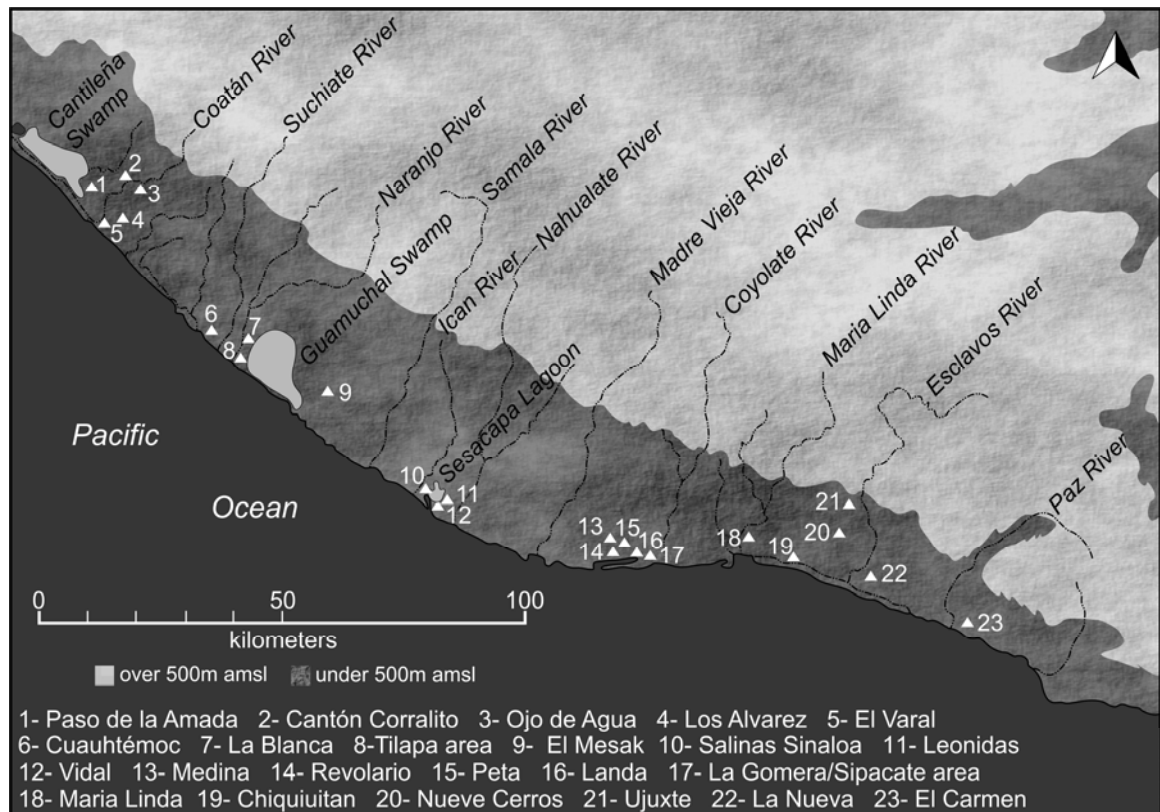 Cantileña
Swamp
Coatán River
Suchiate River
Naranjo River
Samala River
Nahualate River
Ican River
Guamuchal Swamp
Sesacapa Lagoon
Madre Vieja River
Coyolate River
Maria Linda River
Esclavos River
Paz River
1
2
3
4
5
6
7
8
9
10
11
12
13
15
14
16
17
18
19
20
21
22
23
Pacific
Ocean
0 50 100
kilometers
over 500m amsl under 500m amsl
1- Paso de la Amada 2- Cantón Corralito 3- Ojo de Agua 4- Los Alvarez 5- El Varal
6- Cuauhtémoc 7- La Blanca 8-Tilapa area 9- El Mesak 10- Salinas Sinaloa 11- Leonidas
12- Vidal 13- Medina 14- Revolario 15- Peta 16- Landa 17- La Gomera/Sipacate area
18- Maria Linda 19- Chiquiuitan 20- Nueve Cerros 21- Ujuxte 22- La Nueva 23- El Carmen